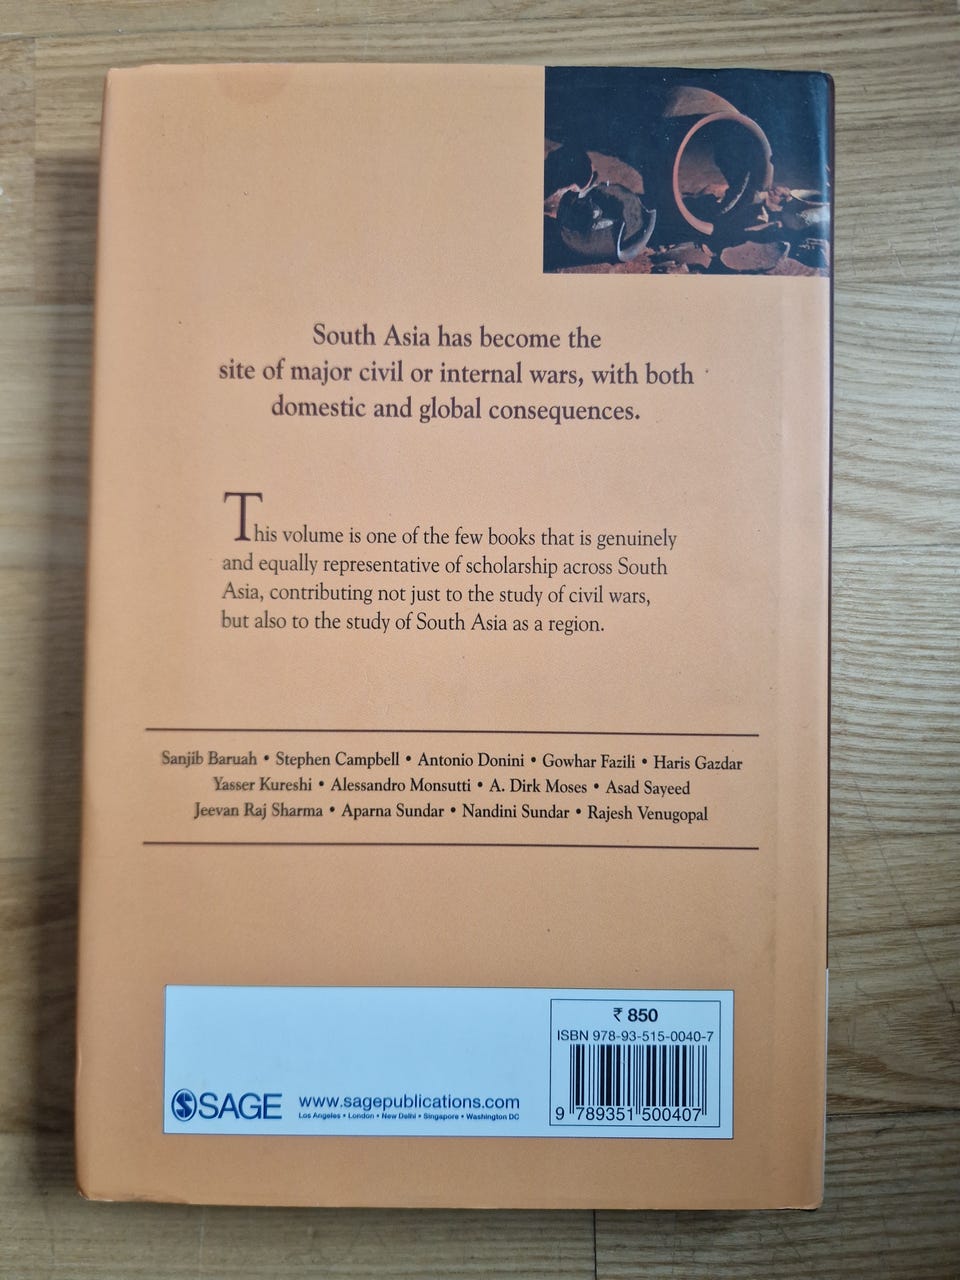 South Asia has become the
site of major civil or internal wars, with both
domestic and global consequences.
This volume is one of the few books that is genuinely
and equally representative of scholarship across South
Asia, contributing not just to the study of civil wars,
but also to the study of South Asia as a region.
Sanjib Baruah • Stephen Campbell • Antonio Donini • Gowhar Fazili • Haris Gazdar
Yasser Kureshi • Alessandro Monsutti • A. Dirk Moses • Asad Sayeed
Jeevan Raj Sharma • Aparna Sundar • Nandini Sundar • Rajesh Venugopal
₹ 850
ISBN 978-93-515-0040-7
9 789351 500407
SAGE www.sagepublications.com
Los Angeles • London • New Delhi • Singapore • Washington DC